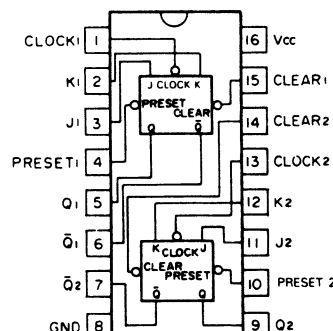 CLOCK1 1 16 Vcc
K1 2 J CLOCK K 15 CLEAR1
J1 3 PRESET CLEAR 14 CLEAR2
Q Q̄
PRESET1 4 13 CLOCK2
Q1 5 12 K2
Q̄1 6 K CLOCK J 11 J2
CLEAR PRESET
Q̄2 7 10 PRESET 2
Q̄ Q
GND 8 9 Q2